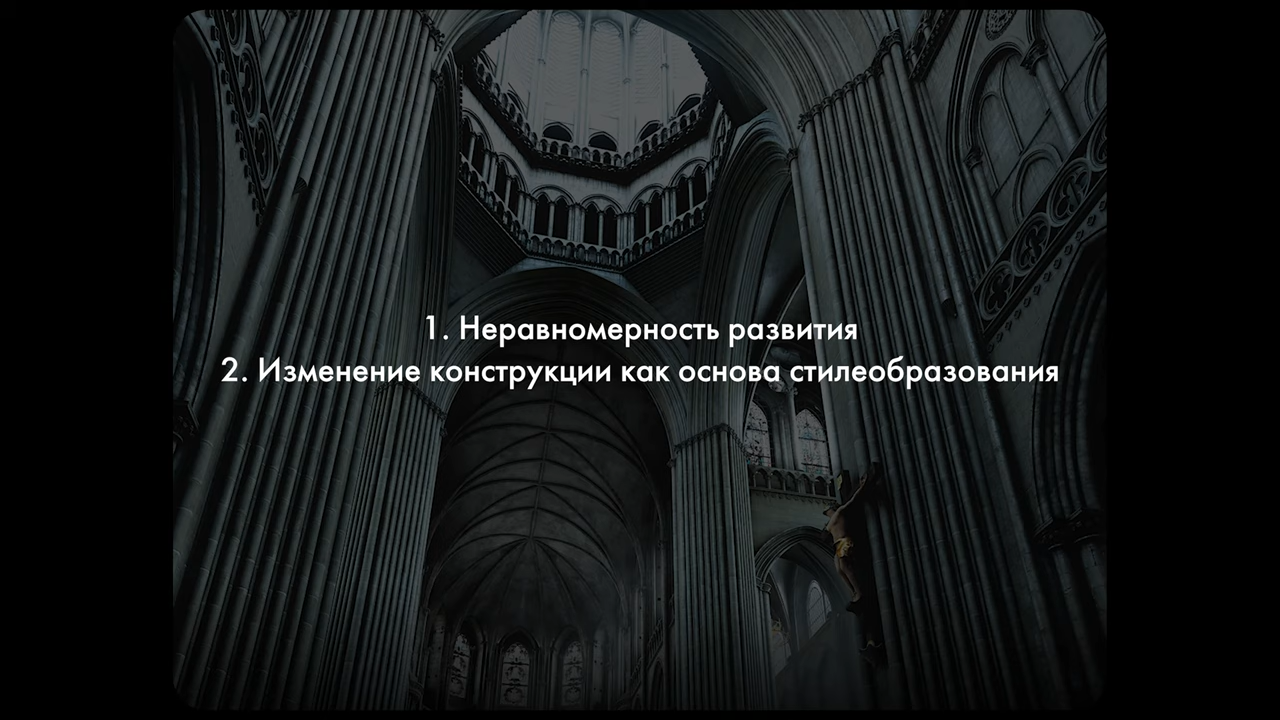 1. Неравномерность развития
2. Изменение конструкции как основа стилеобразования